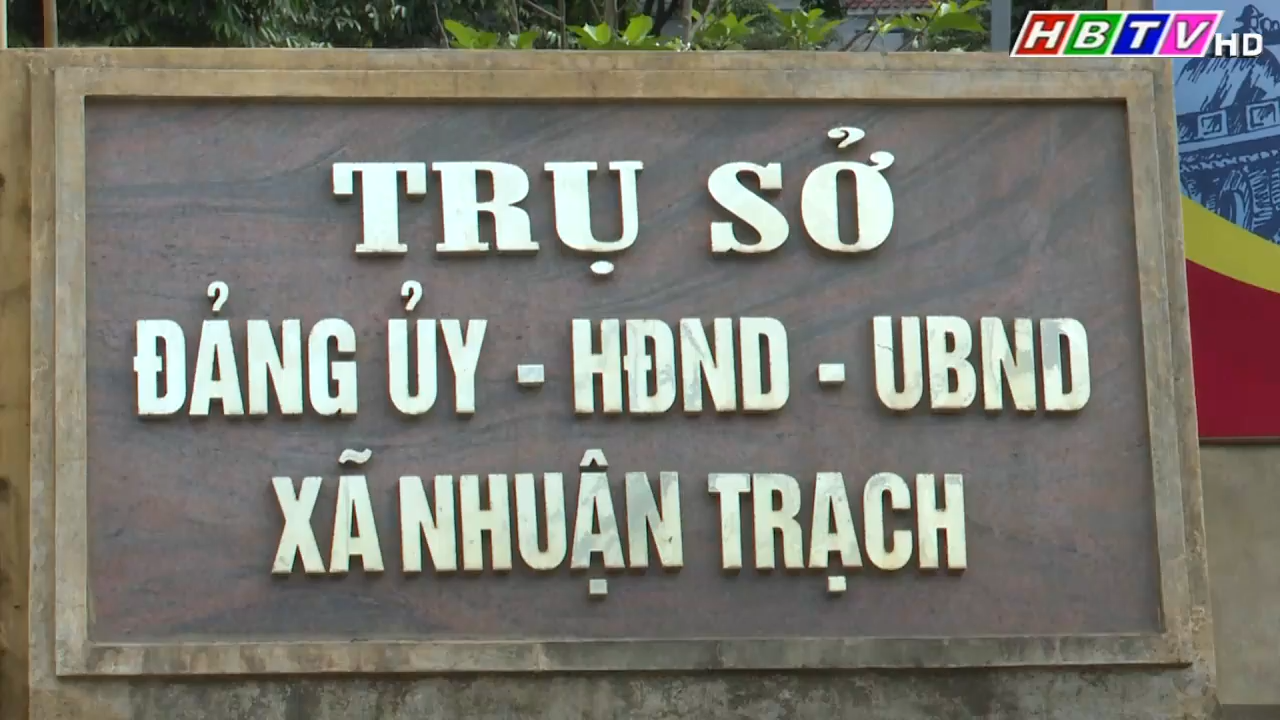 HBTV HD
TRỤ SỞ
ĐẢNG ỦY - HĐND - UBND
XÃ NHUẬN TRẠCH